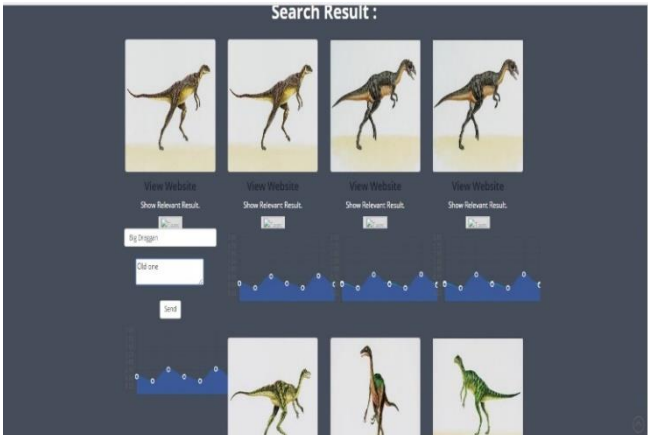 Search Result :
View Website
View Website
View Website
View Website
Show Relevant Result.
Show Relevant Result.
Show Relevant Result.
Show Relevant Result.
Big Draggan
Old one
Send